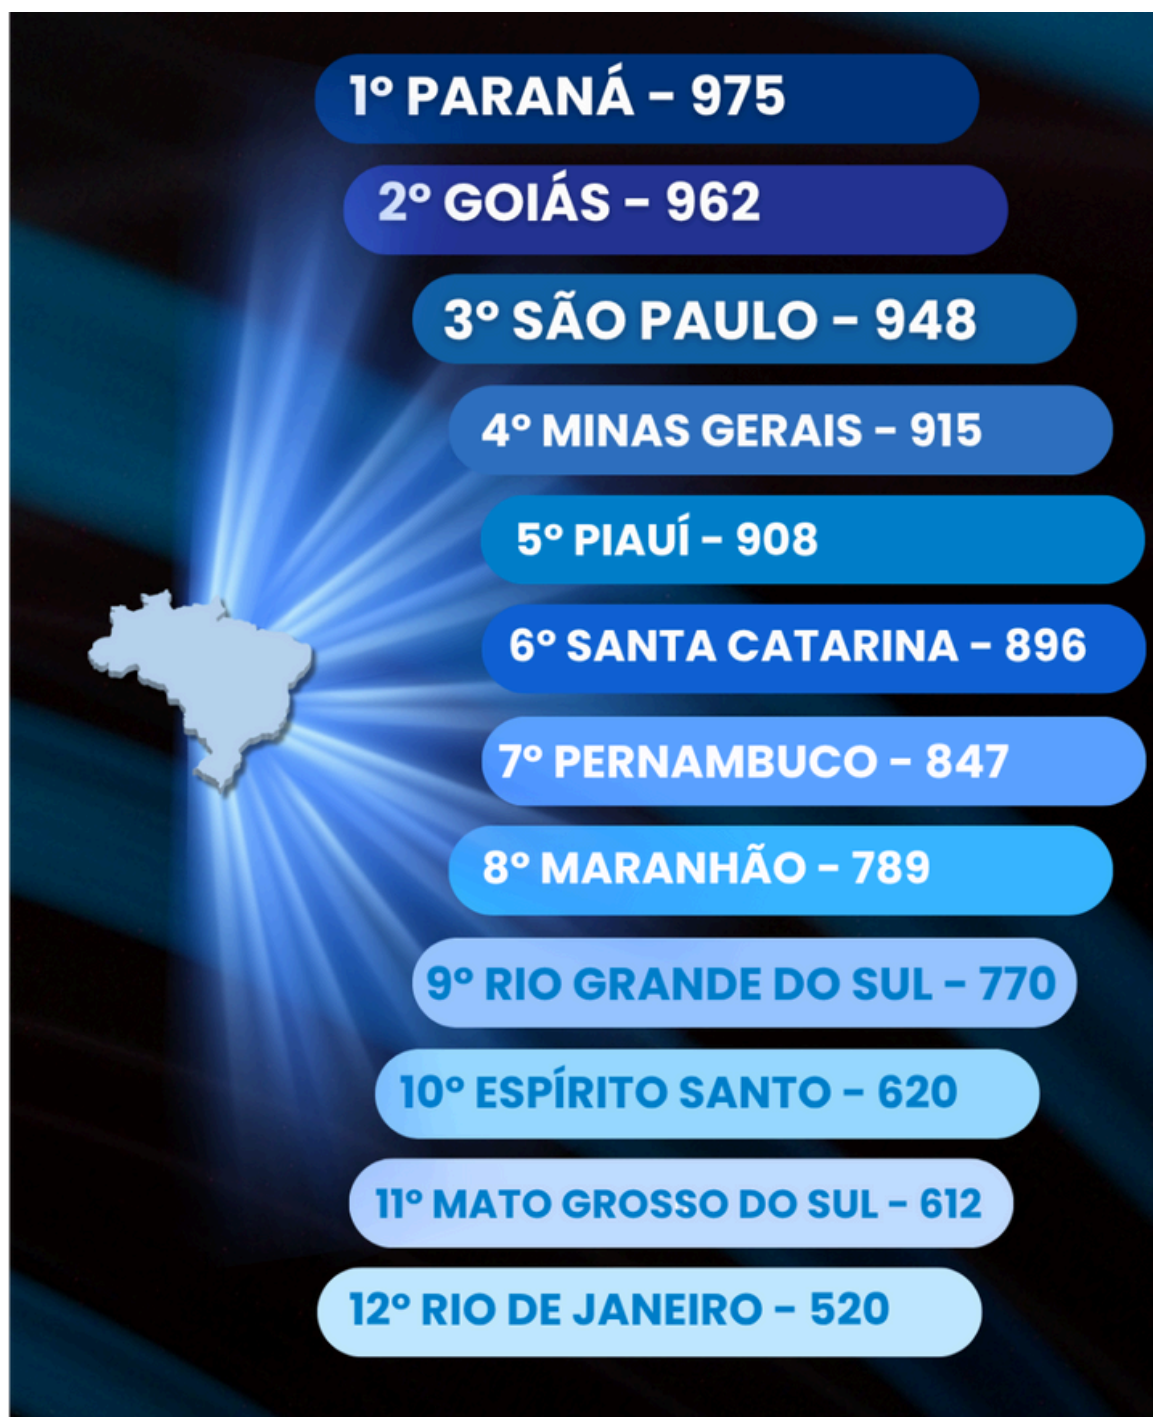 1º PARANÁ - 975
2º GOIÁS - 962
3º SÃO PAULO - 948
4º MINAS GERAIS - 915
5º PIAUÍ - 908
6º SANTA CATARINA - 896
7º PERNAMBUCO - 847
8º MARANHÃO - 789
9º RIO GRANDE DO SUL - 770
10º ESPÍRITO SANTO - 620
11º MATO GROSSO DO SUL - 612
12º RIO DE JANEIRO - 520